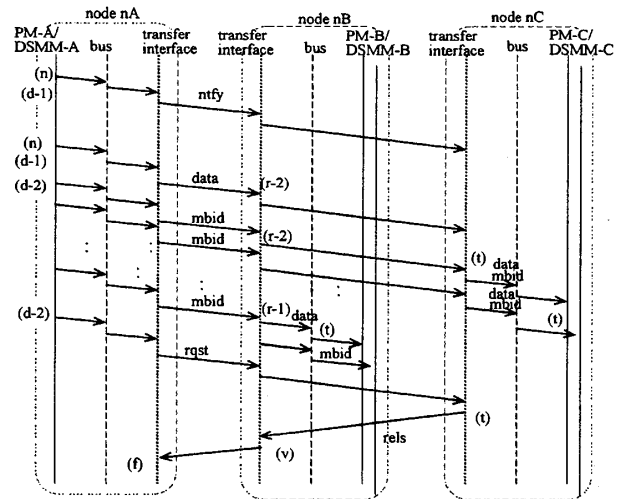 node nA
node nB
node nC
PM-A/
DSMM-A
bus
transfer
interface
transfer
interface
bus
PM-B/
DSMM-B
transfer
interface
bus
PM-C/
DSMM-C
(n)
(d-1)
ntfy
(n)
(d-1)
(d-2)
data
(r-2)
mbid
mbid
(r-2)
(t)
data
mbid
data
mbid
(t)
mbid
(r-1)
data
(t)
(d-2)
mbid
rqst
(t)
rels
(v)
(f)